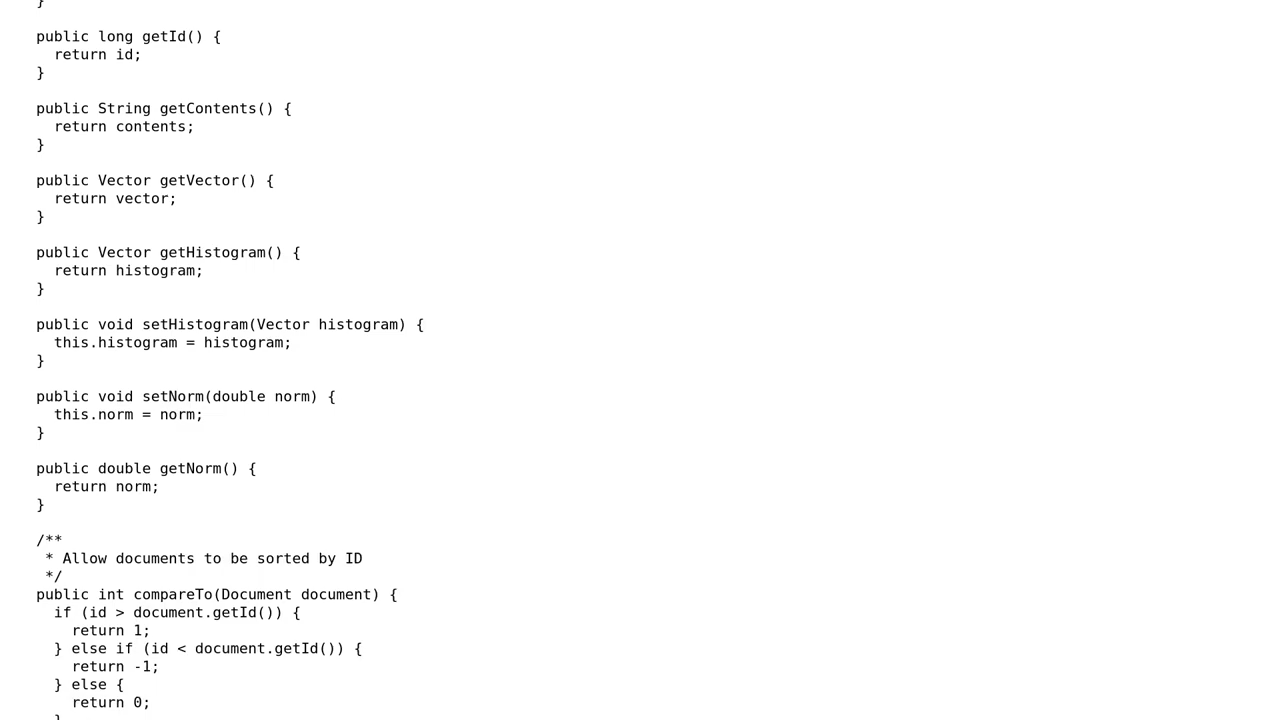 }

  public long getId() {
    return id;
  }

  public String getContents() {
    return contents;
  }

  public Vector getVector() {
    return vector;
  }

  public Vector getHistogram() {
    return histogram;
  }

  public void setHistogram(Vector histogram) {
    this.histogram = histogram;
  }

  public void setNorm(double norm) {
    this.norm = norm;
  }

  public double getNorm() {
    return norm;
  }

  /**
   * Allow documents to be sorted by ID
   */
  public int compareTo(Document document) {
    if (id > document.getId()) {
      return 1;
    } else if (id < document.getId()) {
      return -1;
    } else {
      return 0;
    }